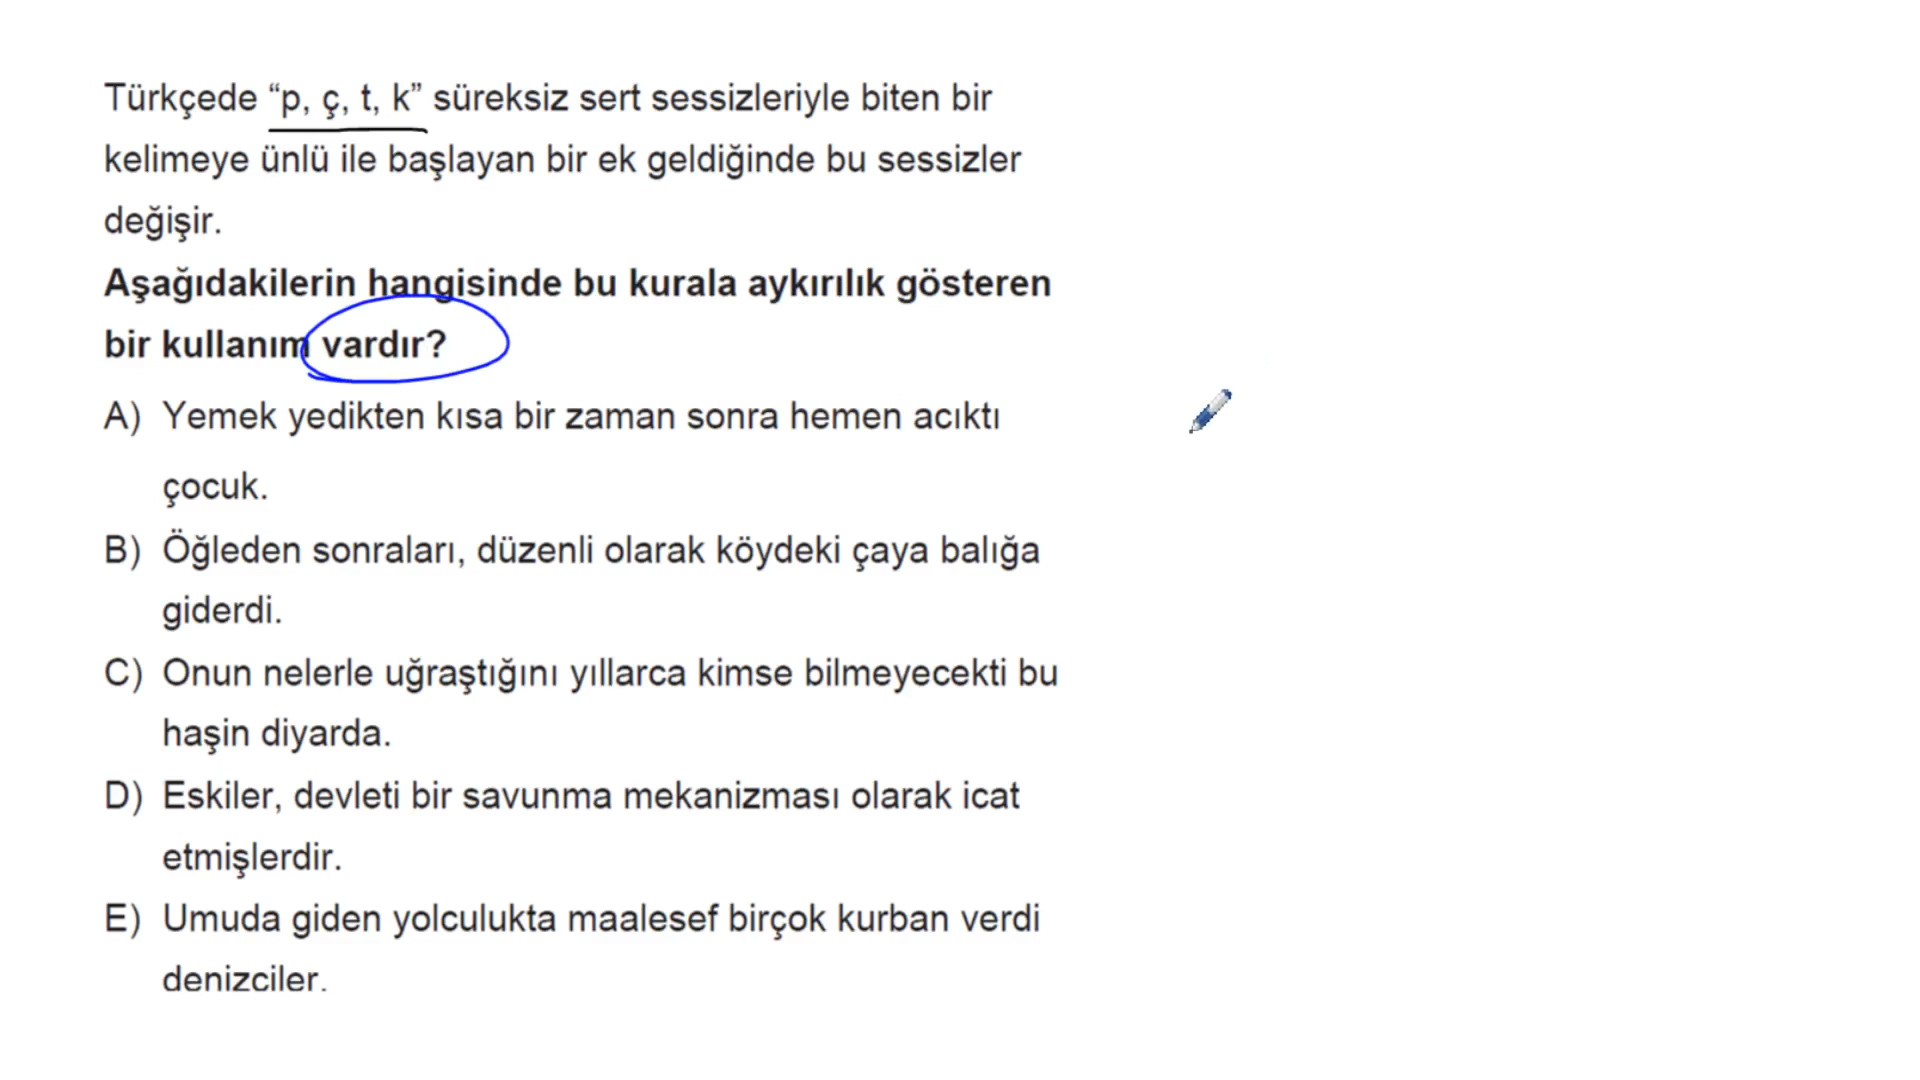 Türkçede “p, ç, t, k” süreksiz sert sessizleriyle biten bir
kelimeye ünlü ile başlayan bir ek geldiğinde bu sessizler
değişir.
Aşağıdakilerin hangisinde bu kurala aykırılık gösteren
bir kullanım vardır?
A) Yemek yedikten kısa bir zaman sonra hemen acıktı
çocuk.
B) Öğleden sonraları, düzenli olarak köydeki çaya balığa
giderdi.
C) Onun nelerle uğraştığını yıllarca kimse bilmeyecekti bu
haşin diyarda.
D) Eskiler, devleti bir savunma mekanizması olarak icat
etmişlerdir.
E) Umuda giden yolculukta maalesef birçok kurban verdi
denizciler.